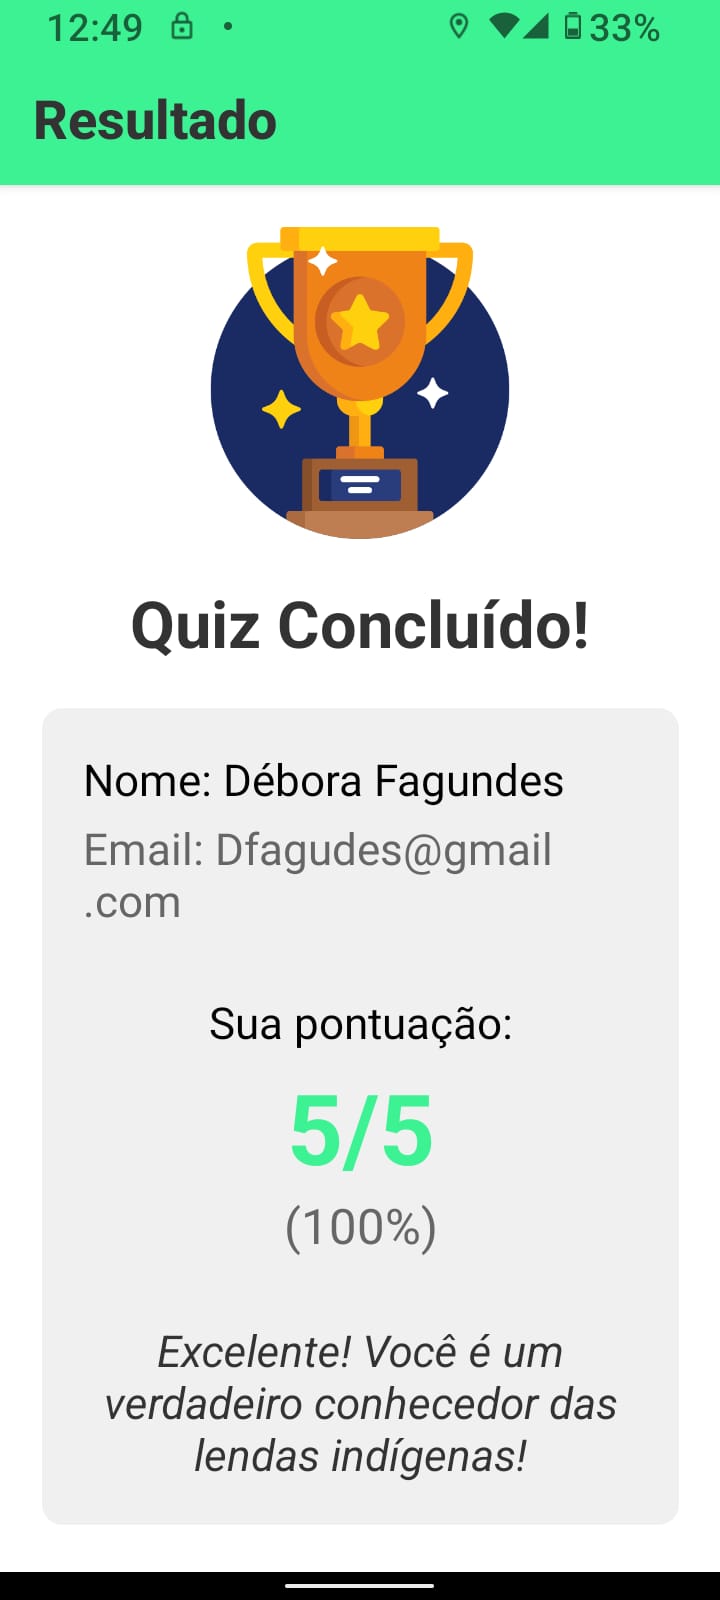 12:49
33%
Resultado
Quiz Concluído!
Nome: Débora Fagundes
Email: Dfagudes@gmail
.com
Sua pontuação:
5/5
(100%)
Excelente! Você é um
verdadeiro conhecedor das
lendas indígenas!